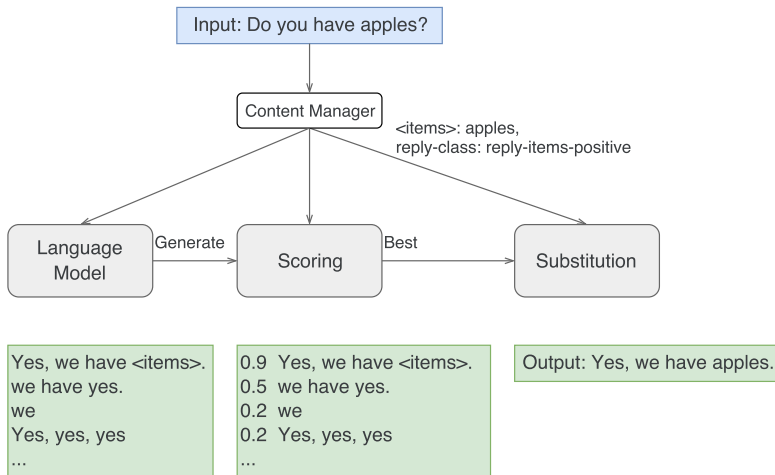 Input: Do you have apples?
Content Manager
<items>: apples,
reply-class: reply-items-positive
Language
Model
Generate
Scoring
Best
Substitution
Yes, we have <items>.
we have yes.
we
Yes, yes, yes
...
0.9 Yes, we have <items>.
0.5 we have yes.
0.2 we
0.2 Yes, yes, yes
...
Output: Yes, we have apples.